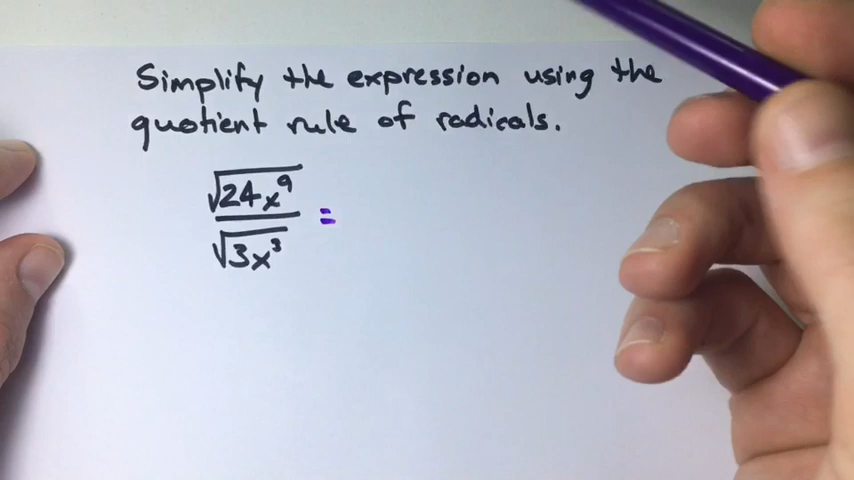 Simplify the expression using the
quotient rule of radicals.
√24x⁹
√3x³ =